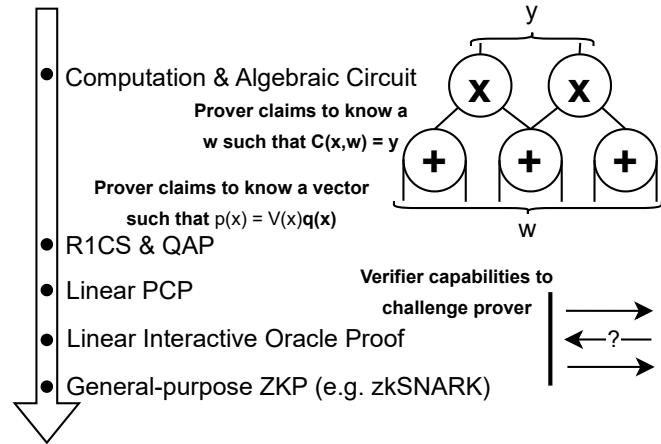 y
Computation & Algebraic Circuit
x x
Prover claims to know a
w such that C(x,w) = y
+ + +
Prover claims to know a vector
such that p(x) = V(x)q(x)
w
R1CS & QAP
Verifier capabilities to
challenge prover
Linear PCP
Linear Interactive Oracle Proof
?
General-purpose ZKP (e.g. zkSNARK)